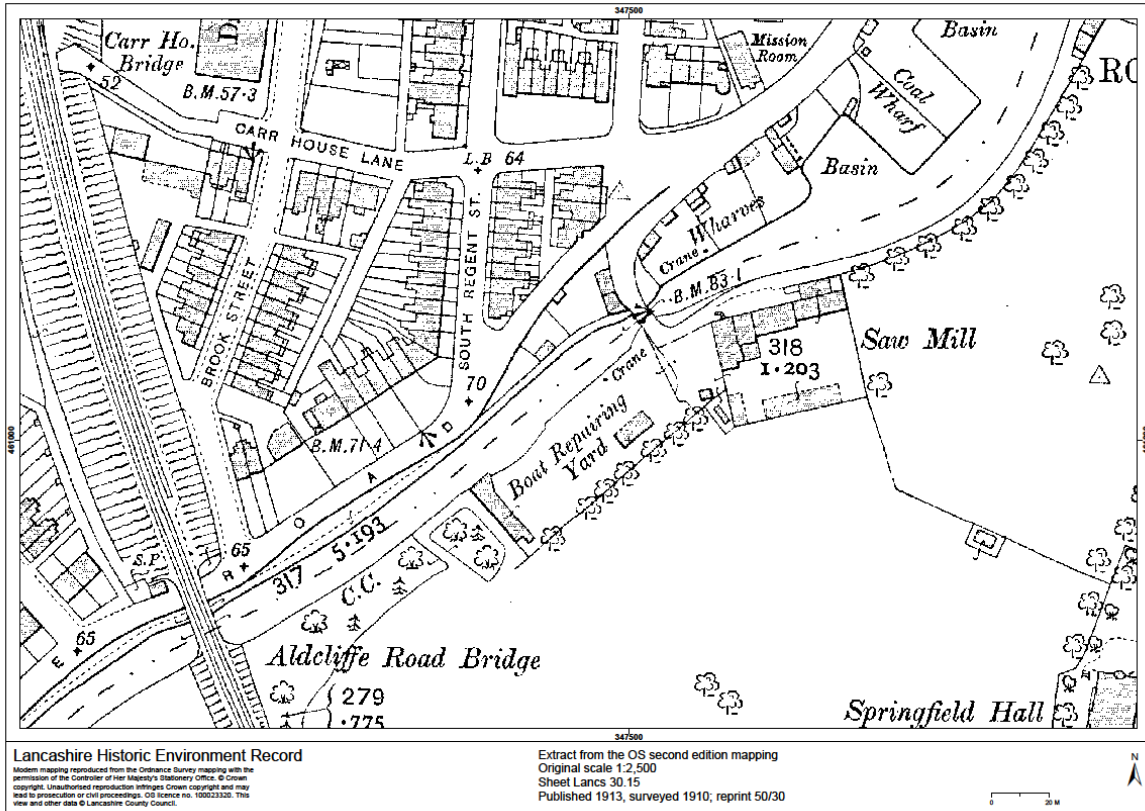 347500
Carr Ho.
Bridge
52
B.M.57·3
D
CARR HOUSE LANE
L.B 64
Mission
Room
Basin
Coal
Wharf
RO
Basin
Wharves
Crane
B.M.83·1
BROOK STREET
SOUTH REGENT ST.
318
1·203
Saw Mill
Crane
70
461000
B.M.71·4
Boat Repairing
Yard
E
R
O
A
D
65
S.P
65
317
5·193
C.C.
Aldcliffe Road Bridge
279
·775
Springfield Hall
347500
Lancashire Historic Environment Record
Modern mapping reproduced from the Ordnance Survey mapping with the
permission of the Controller of Her Majesty's Stationery Office. © Crown
copyright. Unauthorised reproduction infringes Crown copyright and may
lead to prosecution or civil proceedings. OS licence no. 100023320. This
view and other data © Lancashire County Council.
Extract from the OS second edition mapping
Original scale 1:2,500
Sheet Lancs 30.15
Published 1913, surveyed 1910; reprint 50/30
N
0 20 M